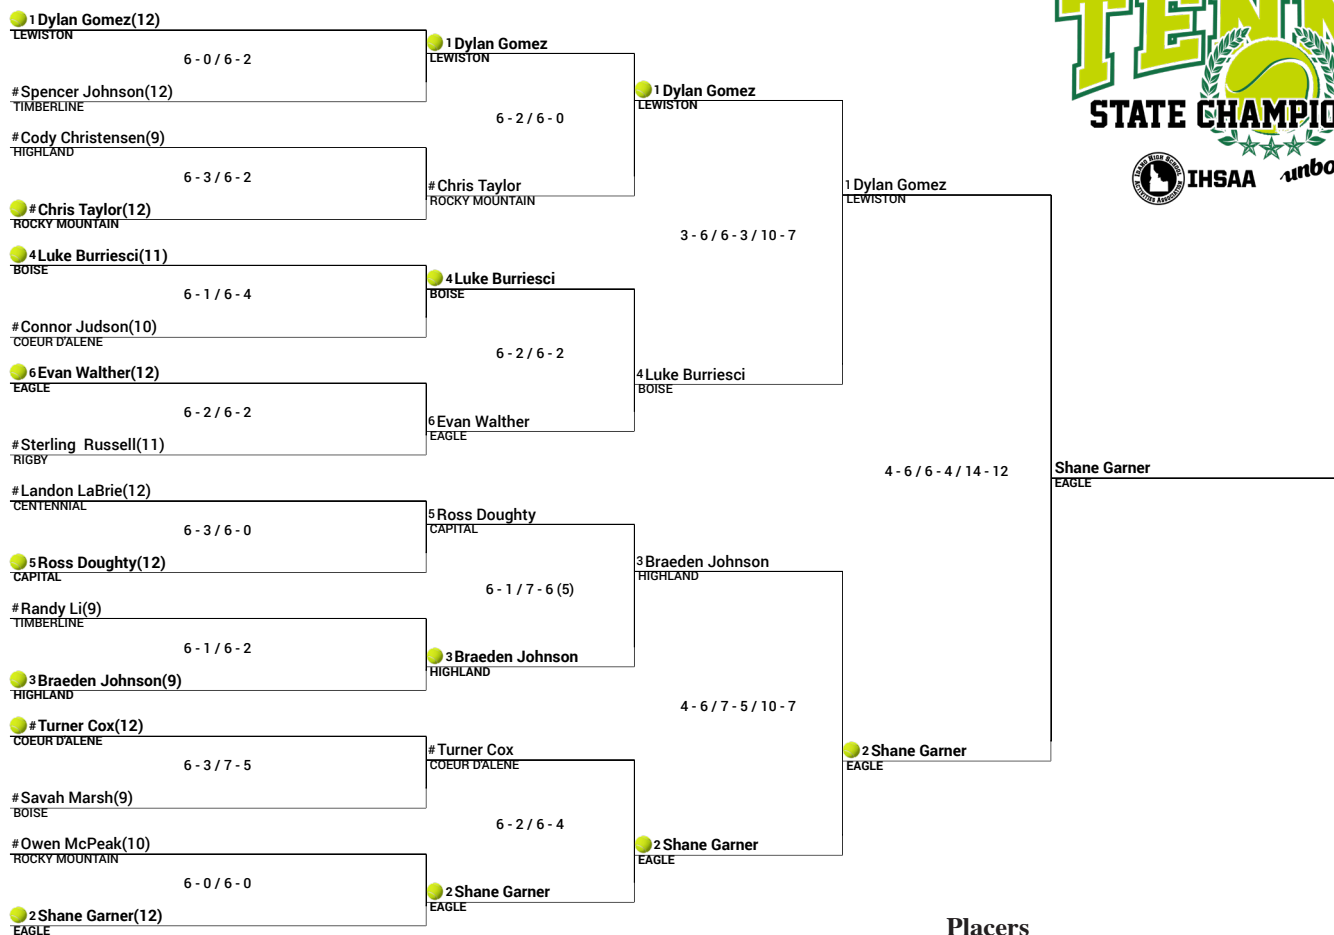 1 Dylan Gomez(12)
LEWISTON
6 - 0 / 6 - 2
# Spencer Johnson(12)
TIMBERLINE
# Cody Christensen(9)
HIGHLAND
6 - 3 / 6 - 2
# Chris Taylor(12)
ROCKY MOUNTAIN
4 Luke Burriesci(11)
BOISE
6 - 1 / 6 - 4
# Connor Judson(10)
COEUR D'ALENE
6 Evan Walther(12)
EAGLE
6 - 2 / 6 - 2
# Sterling Russell(11)
RIGBY
# Landon LaBrie(12)
CENTENNIAL
6 - 3 / 6 - 0
5 Ross Doughty(12)
CAPITAL
# Randy Li(9)
TIMBERLINE
6 - 1 / 6 - 2
3 Braeden Johnson(9)
HIGHLAND
# Turner Cox(12)
COEUR D'ALENE
6 - 3 / 7 - 5
# Savah Marsh(9)
BOISE
# Owen McPeak(10)
ROCKY MOUNTAIN
6 - 0 / 6 - 0
2 Shane Garner(12)
EAGLE
1 Dylan Gomez
LEWISTON
6 - 2 / 6 - 0
# Chris Taylor
ROCKY MOUNTAIN
4 Luke Burriesci
BOISE
6 - 2 / 6 - 2
6 Evan Walther
EAGLE
5 Ross Doughty
CAPITAL
6 - 1 / 7 - 6 (5)
3 Braeden Johnson
HIGHLAND
# Turner Cox
COEUR D'ALENE
6 - 2 / 6 - 4
2 Shane Garner
EAGLE
1 Dylan Gomez
LEWISTON
3 - 6 / 6 - 3 / 10 - 7
4 Luke Burriesci
BOISE
3 Braeden Johnson
HIGHLAND
4 - 6 / 7 - 5 / 10 - 7
2 Shane Garner
EAGLE
1 Dylan Gomez
LEWISTON
4 - 6 / 6 - 4 / 14 - 12
2 Shane Garner
EAGLE
Shane Garner
EAGLE
TENN
STATE CHAMPIO
IDAHO HIGH SCHOOL
ACTIVITIES ASSOCIATION
IHSAA
unbo
Placers